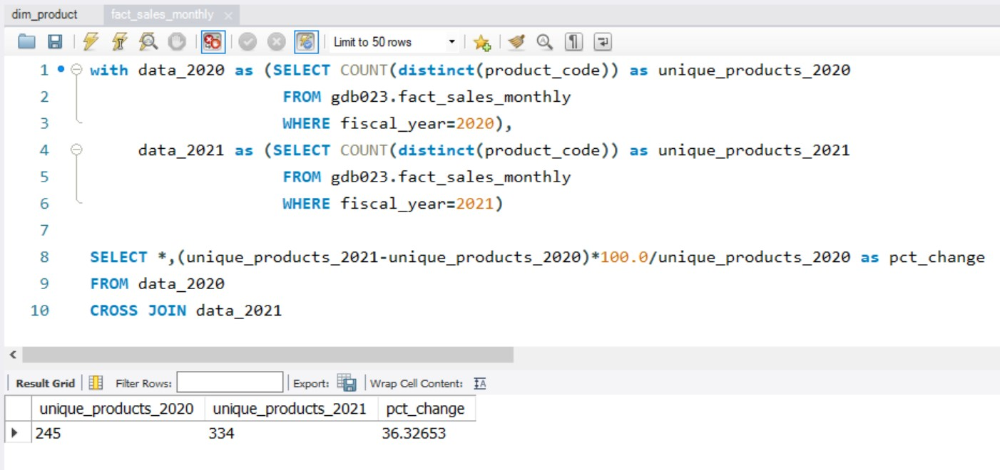 dim_product fact_sales_monthly
Limit to 50 rows
1 with data_2020 as (SELECT COUNT(distinct(product_code)) as unique_products_2020
2 FROM gdb023.fact_sales_monthly
3 WHERE fiscal_year=2020),
4 data_2021 as (SELECT COUNT(distinct(product_code)) as unique_products_2021
5 FROM gdb023.fact_sales_monthly
6 WHERE fiscal_year=2021)
7
8 SELECT *,(unique_products_2021-unique_products_2020)*100.0/unique_products_2020 as pct_change
9 FROM data_2020
10 CROSS JOIN data_2021
Result Grid Filter Rows: Export: Wrap Cell Content:
unique_products_2020 unique_products_2021 pct_change
245 334 36.32653